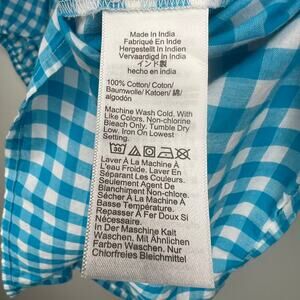 Made In India
Fabriqué En Inde
Hergestellt In Indien
Vervaardigd In India
インド製
hecho en indio
100% Cotton/ Coton/
Baumwolle/ Katoen/ 綿/
algodón
Machine Wash Cold. With
Like Colors. Non-chlorine
Bleach Only. Tumble Dry
Low. Iron On Lowest
Setting.
30
Laver À La Machine À
L'eau Froide. Laver En
Séparant Les Couleurs.
Seulement Agent De
Blanchiment Non-chloré.
Sécher À La Machine À
Basse Température.
Repasser À Fer Doux Si
Nécessaire.
In Der Maschine Kalt
Waschen. Mit Ähnlichen
Farben Waschen. Nur
Chlorfreies Bleichmittel.